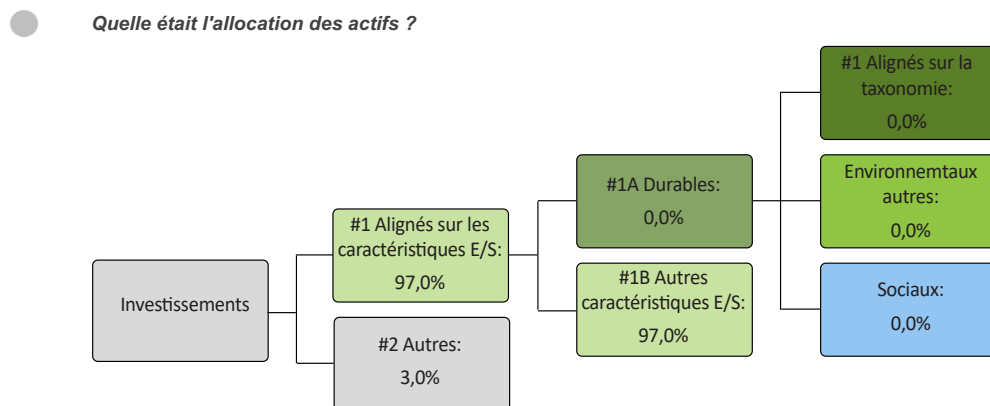 Quelle était l'allocation des actifs ?
Investissements
#1 Alignés sur les
caractéristiques E/S:
97,0%
#2 Autres:
3,0%
#1A Durables:
0,0%
#1B Autres
caractéristiques E/S:
97,0%
#1 Alignés sur la
taxonomie:
0,0%
Environnemtaux
autres:
0,0%
Sociaux:
0,0%